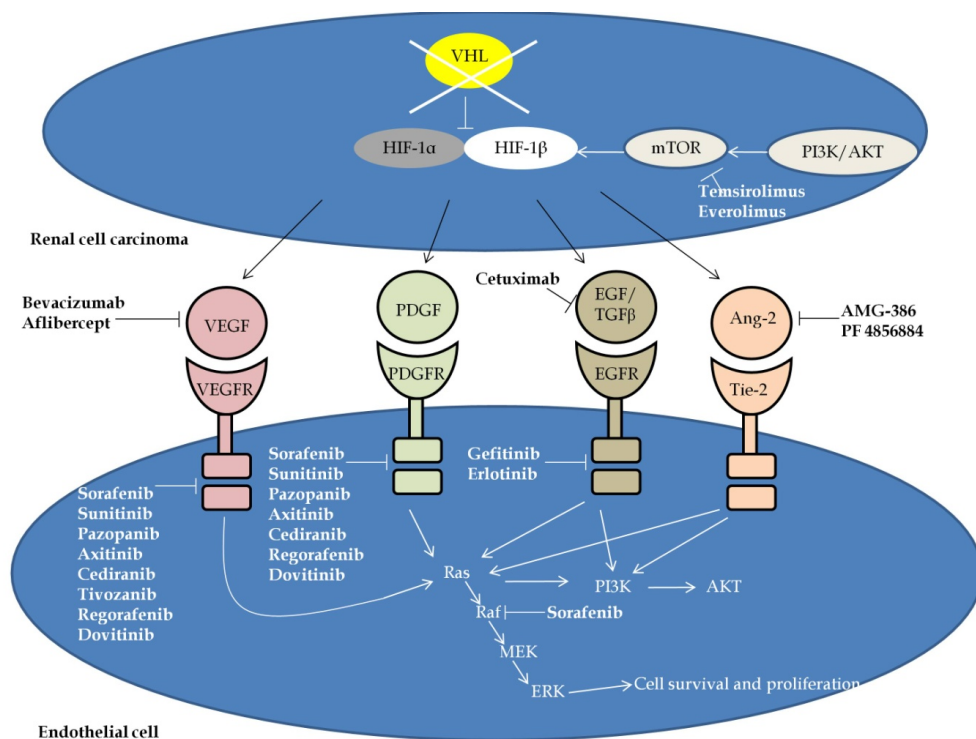 VHL
HIF-1α
HIF-1β
mTOR
PI3K/AKT
Temsirolimus
Everolimus
Renal cell carcinoma
Cetuximab
Bevacizumab
Aflibercept
VEGF
PDGF
EGF/
TGFβ
Ang-2
AMG-386
PF 4856884
VEGFR
PDGFR
EGFR
Tie-2
Sorafenib
Sunitinib
Pazopanib
Axitinib
Cediranib
Tivozanib
Regorafenib
Dovitinib
Sorafenib
Sunitinib
Pazopanib
Axitinib
Cediranib
Regorafenib
Dovitinib
Gefitinib
Erlotinib
Ras
PI3K
AKT
Raf
Sorafenib
MEK
ERK
Cell survival and proliferation
Endothelial cell